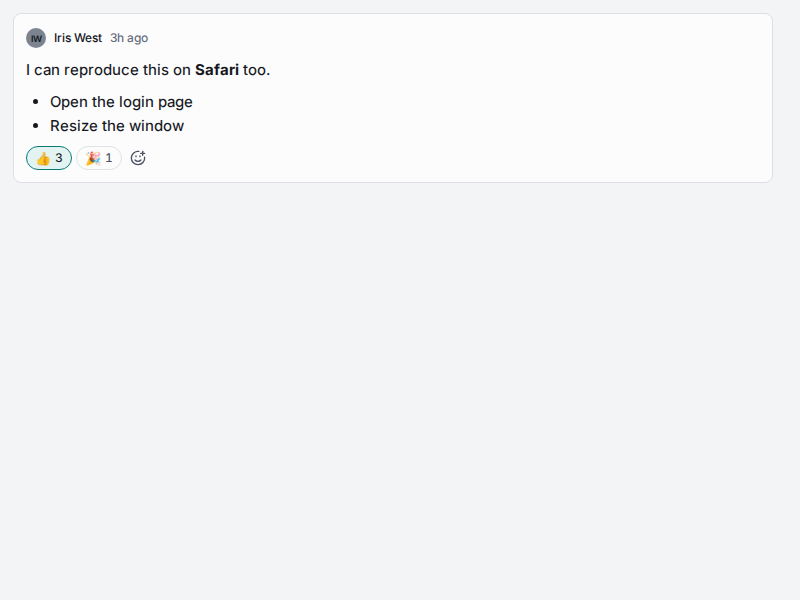 IW Iris West 3h ago
I can reproduce this on Safari too.
• Open the login page
• Resize the window
👍 3 🎉 1